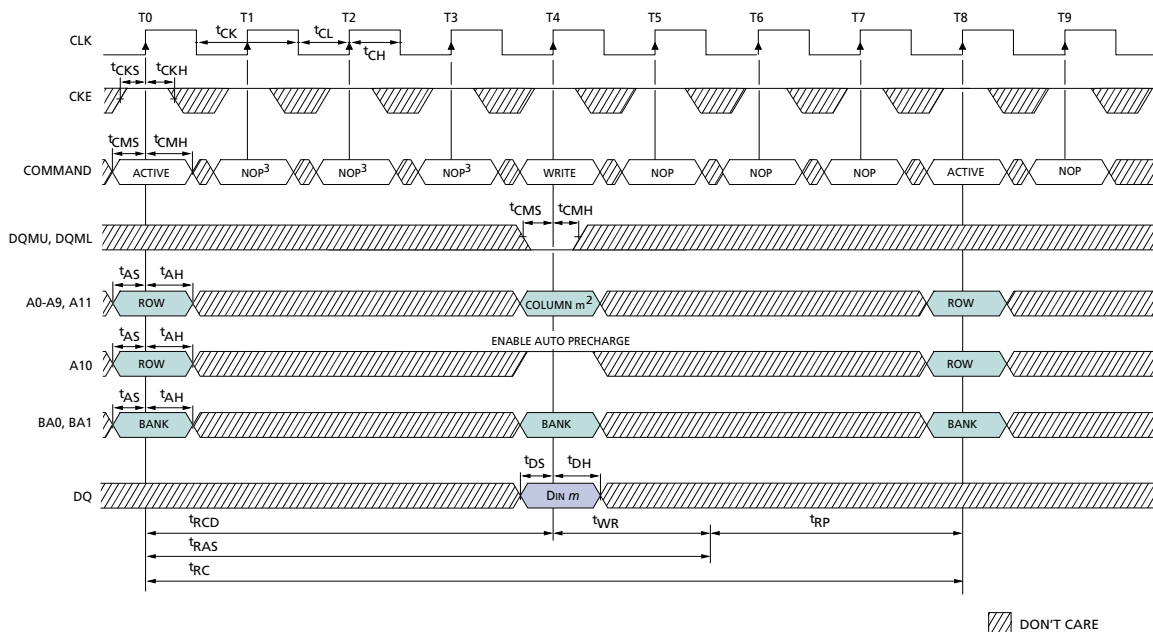 T0 T1 T2 T3 T4 T5 T6 T7 T8 T9
CLK
tCK tCL tCH
tCKS tCKH
CKE
tCMS tCMH
COMMAND
ACTIVE NOP3 NOP3 NOP3 WRITE NOP NOP NOP ACTIVE NOP
tCMS tCMH
DQMU, DQML
tAS tAH
A0-A9, A11
ROW COLUMN m2 ROW
tAS tAH
ENABLE AUTO PRECHARGE
A10
ROW ROW
tAS tAH
BA0, BA1
BANK BANK BANK
tDS tDH
DQ
DIN m
tRCD tWR tRP
tRAS
tRC
DON'T CARE